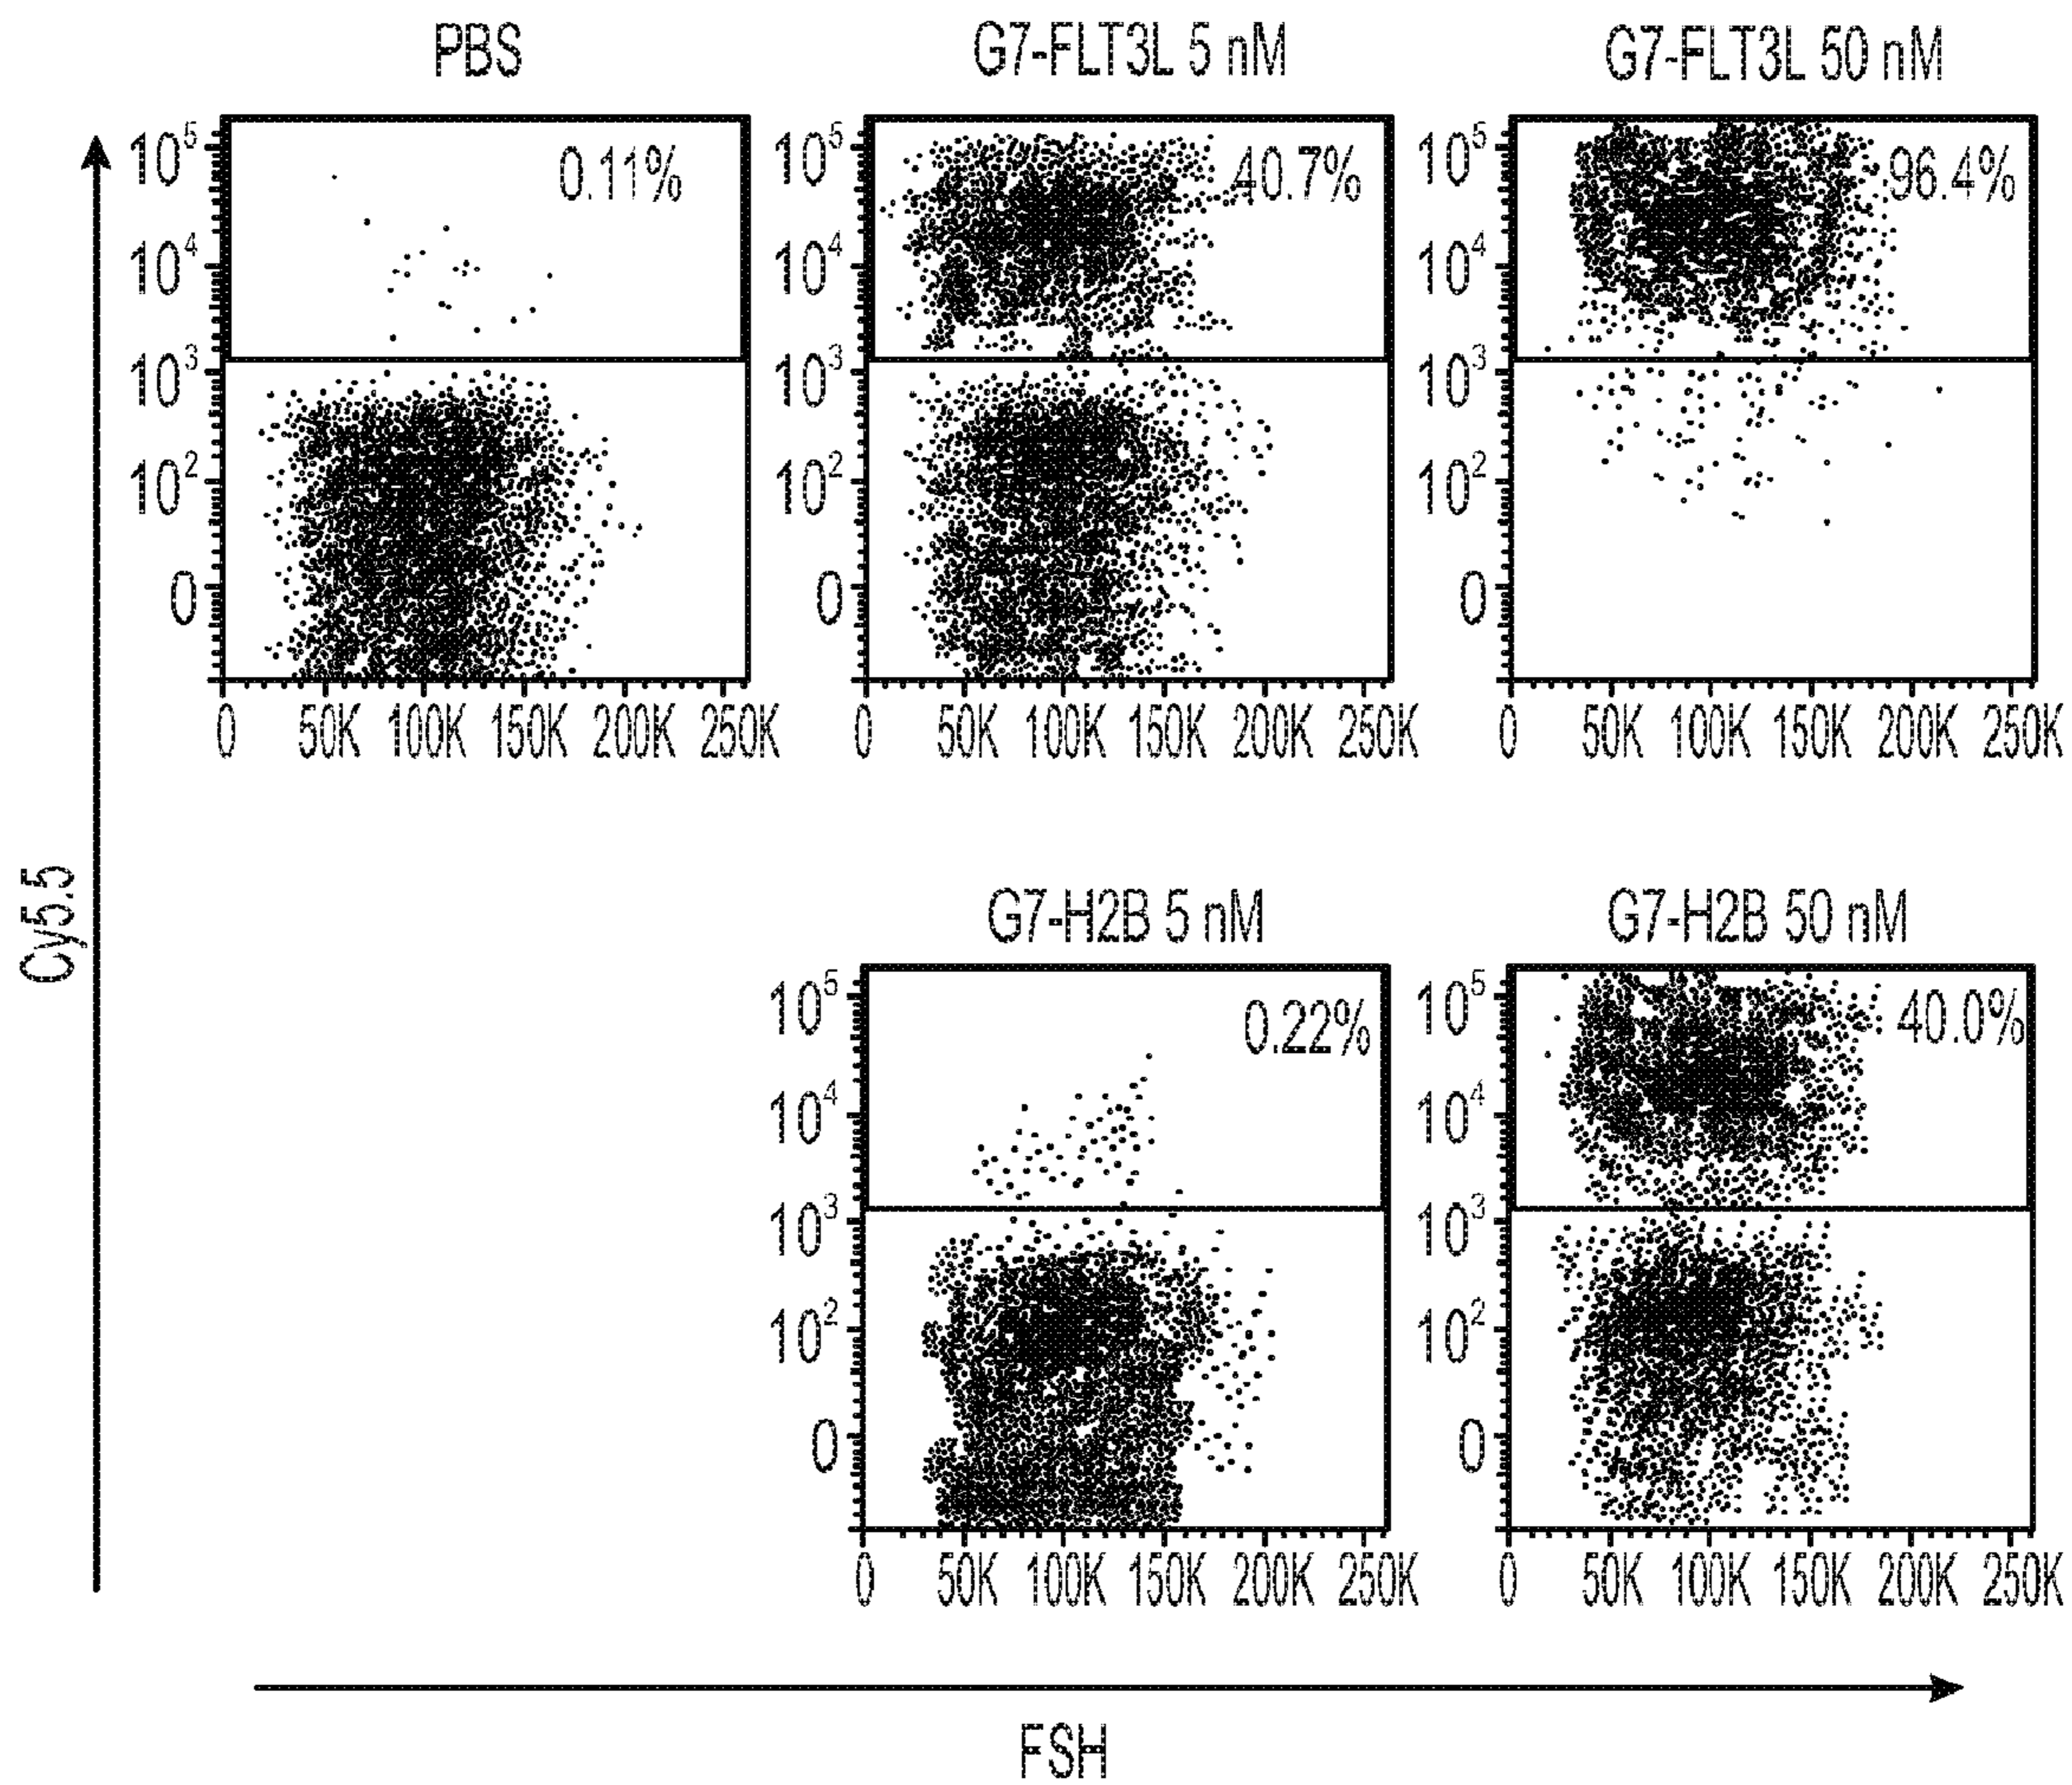 PBS
G7-FLT3L 5 nM
G7-FLT3L 50 nM
10^5
10^4
10^3
10^2
0
0.11%
0 50K 100K 150K 200K 250K
10^5
10^4
10^3
10^2
0
40.7%
0 50K 100K 150K 200K 250K
10^5
10^4
10^3
10^2
0
96.4%
0 50K 100K 150K 200K 250K
Cy5.5
G7-H2B 5 nM
G7-H2B 50 nM
10^5
10^4
10^3
10^2
0
0.22%
0 50K 100K 150K 200K 250K
10^5
10^4
10^3
10^2
0
40.0%
0 50K 100K 150K 200K 250K
FSH